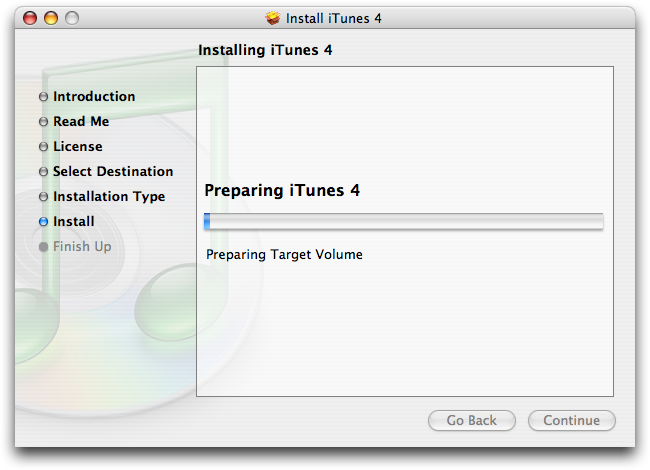 Install iTunes 4
Installing iTunes 4
Introduction
Read Me
License
Select Destination
Installation Type
Install
Finish Up
Preparing iTunes 4
Preparing Target Volume
Go Back
Continue